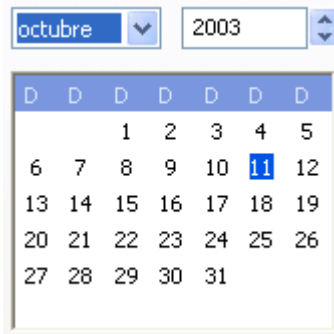 octubre 2003
D D D D D D D
1 2 3 4 5
6 7 8 9 10 11 12
13 14 15 16 17 18 19
20 21 22 23 24 25 26
27 28 29 30 31